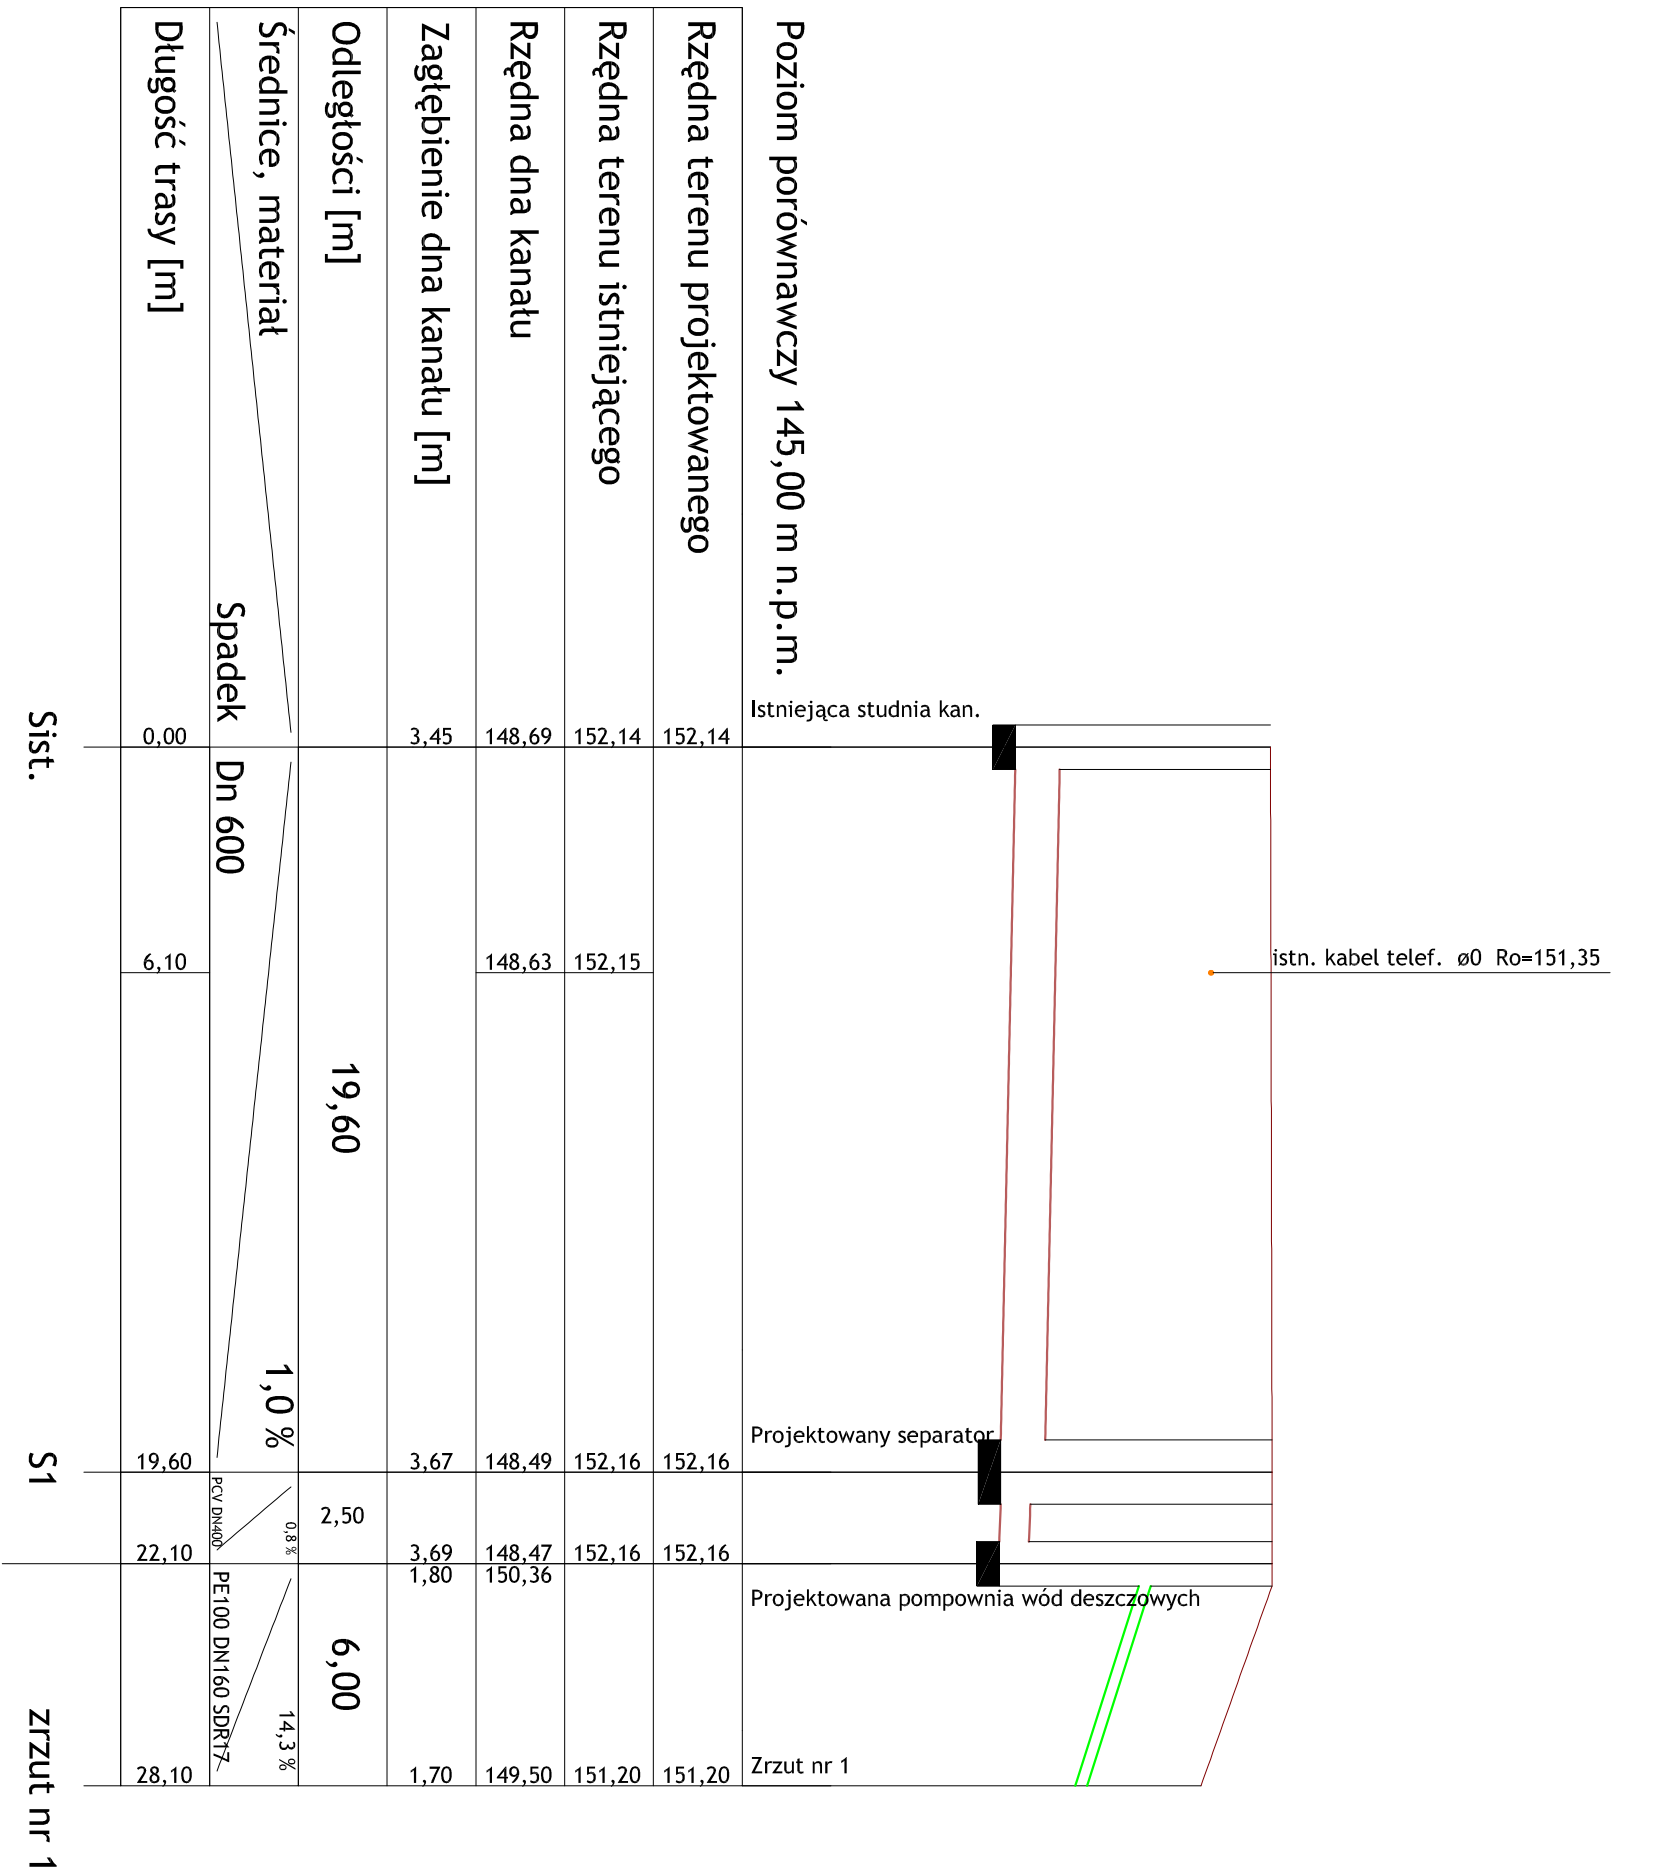 istn. kabel telef. ø0 Ro=151,35
Istniejąca studnia kan.
Projektowany separator
Projektowana pompownia wód deszczowych
Zrzut nr 1
Poziom porównawczy 145,00 m n.p.m.
Rzędna terenu projektowanego
152,14
152,16
152,16
151,20
Rzędna terenu istniejącego
152,14
152,15
152,16
152,16
151,20
Rzędna dna kanału
148,69
148,63
148,49
148,47
150,36
149,50
Zagłębienie dna kanału [m]
3,45
3,67
3,69
1,80
1,70
Odległości [m]
19,60
2,50
6,00
Średnice, materiał
Spadek
Dn 600
1,0 %
PCV DN400
0,8 %
PE100 DN160 SDR17
14,3 %
Długość trasy [m]
0,00
6,10
19,60
22,10
28,10
Sist.
S1
zrzut nr 1